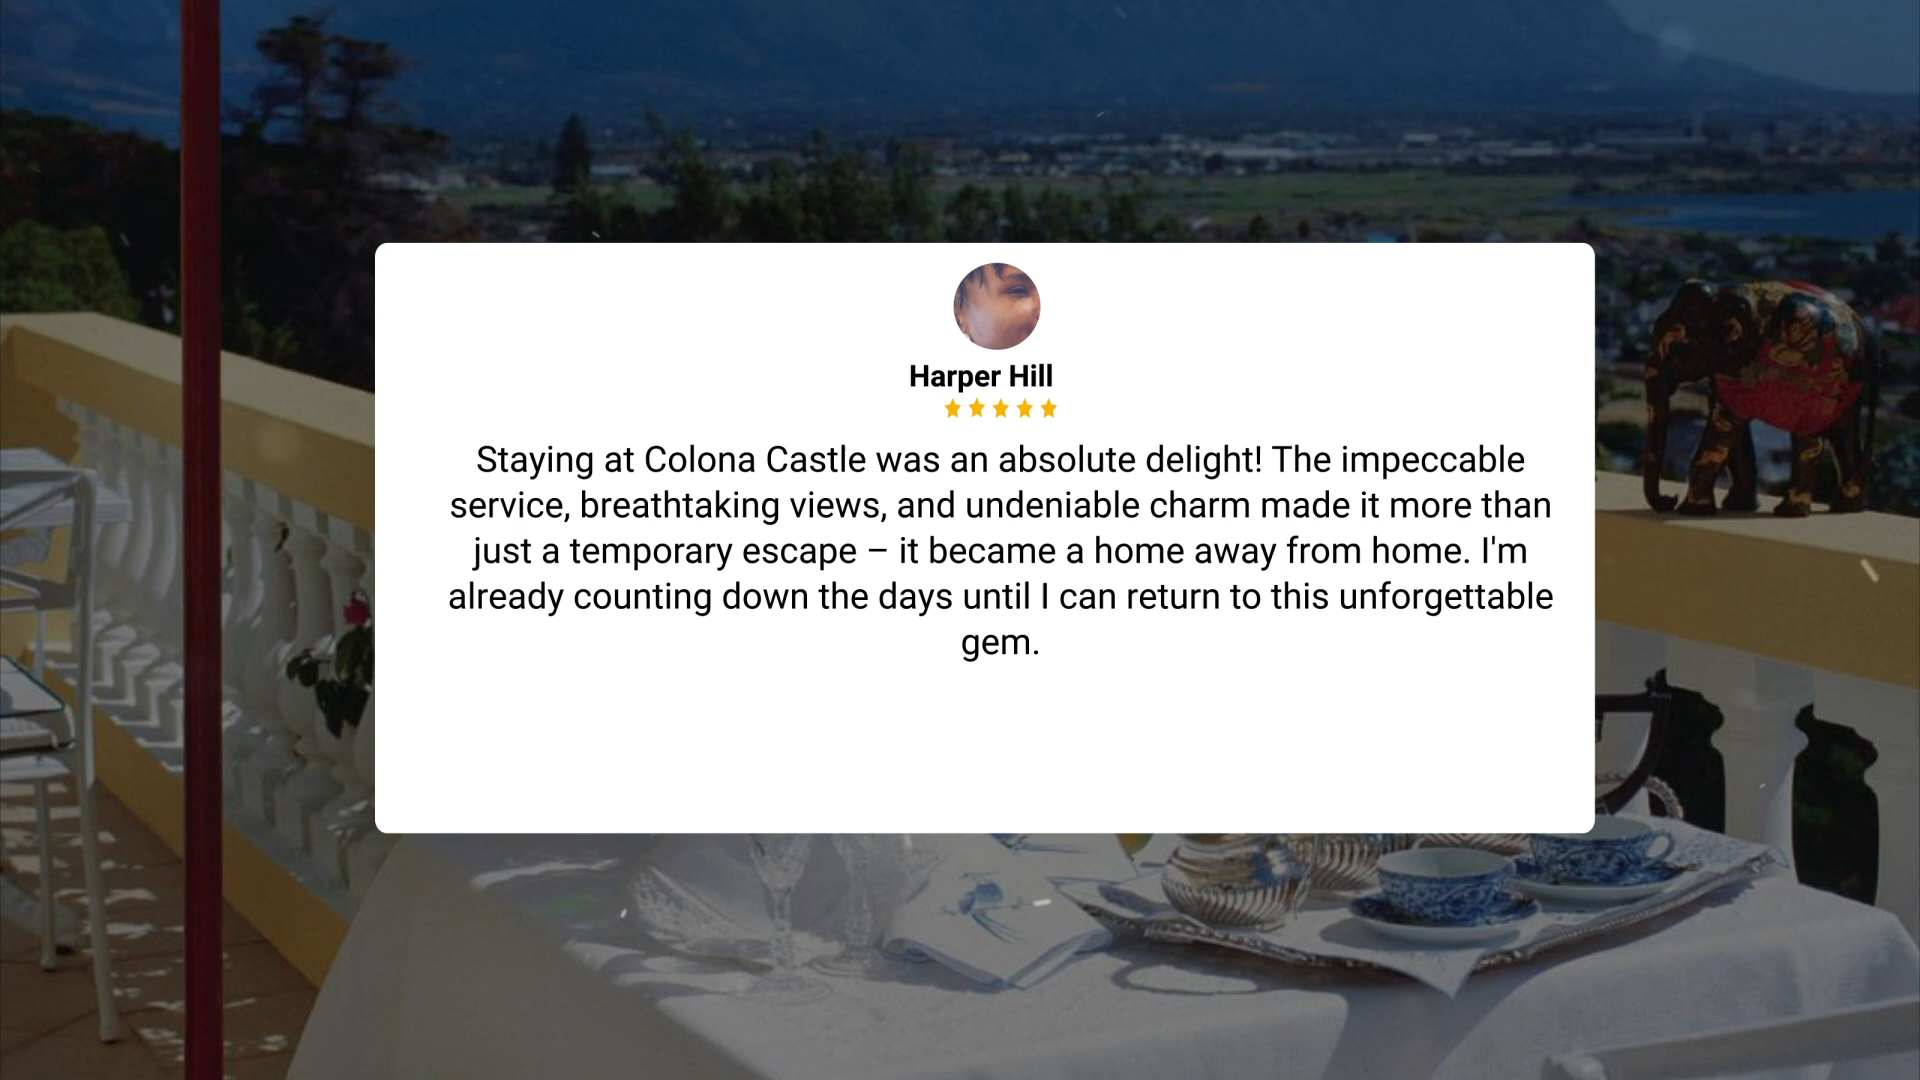 Harper Hill
Staying at Colona Castle was an absolute delight! The impeccable
service, breathtaking views, and undeniable charm made it more than
just a temporary escape – it became a home away from home. I'm
already counting down the days until I can return to this unforgettable
gem.